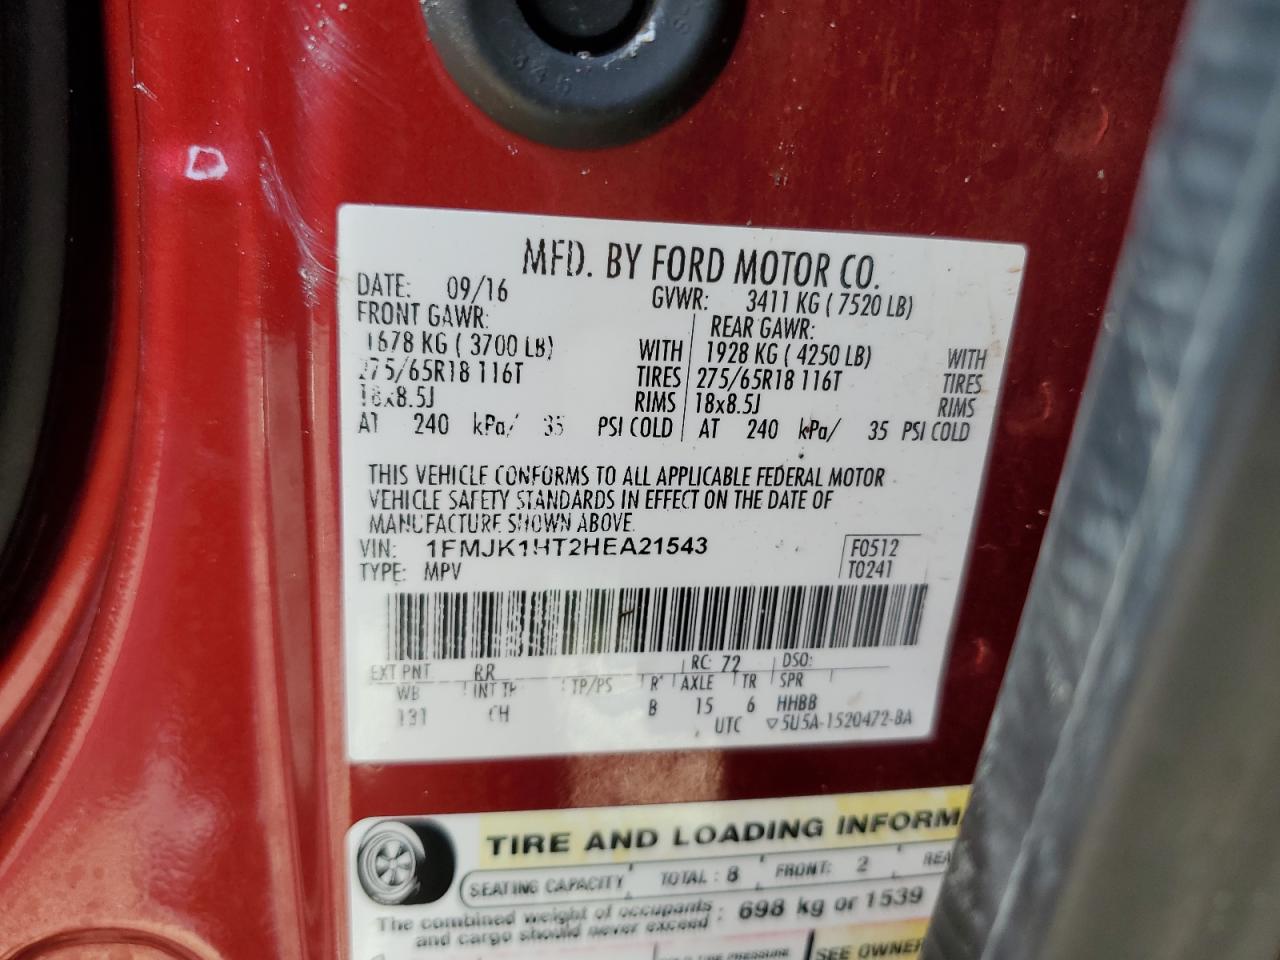 MFD. BY FORD MOTOR CO.
DATE: 09/16 GVWR: 3411 KG ( 7520 LB)
FRONT GAWR: REAR GAWR:
1678 KG ( 3700 LB) WITH 1928 KG ( 4250 LB) WITH
275/65R18 116T TIRES 275/65R18 116T TIRES
18x8.5J RIMS 18x8.5J RIMS
AT 240 kPa/ 35 PSI COLD AT 240 kPa/ 35 PSI COLD
THIS VEHICLE CONFORMS TO ALL APPLICABLE FEDERAL MOTOR
VEHICLE SAFETY STANDARDS IN EFFECT ON THE DATE OF
MANUFACTURE SHOWN ABOVE.
VIN: 1FMJK1HT2HEA21543 F0512
TYPE: MPV T0241
EXT PNT RR RC: 72 DSO:
WB INT TR TP/PS R AXLE TR SPR
131 CH B 15 6 HHBB
UTC ▽5U5A-1520472-BA
TIRE AND LOADING INFORM
SEATING CAPACITY TOTAL : 8 FRONT: 2 REA
The combined weight of occupants : 698 kg or 1539
and cargo should never exceed
SEE OWNER